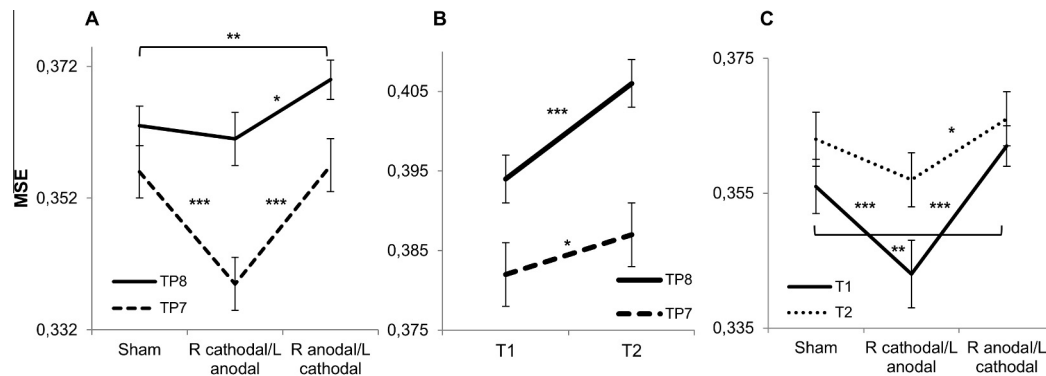 A
B
C
MSE
0,372
0,352
0,332
**
*
***
***
TP8
TP7
Sham
R cathodal/L
anodal
R anodal/L
cathodal
0,405
0,395
0,385
0,375
***
*
TP8
TP7
T1
T2
0,375
0,355
0,335
*
***
***
**
T1
T2
Sham
R cathodal/L
anodal
R anodal/L
cathodal